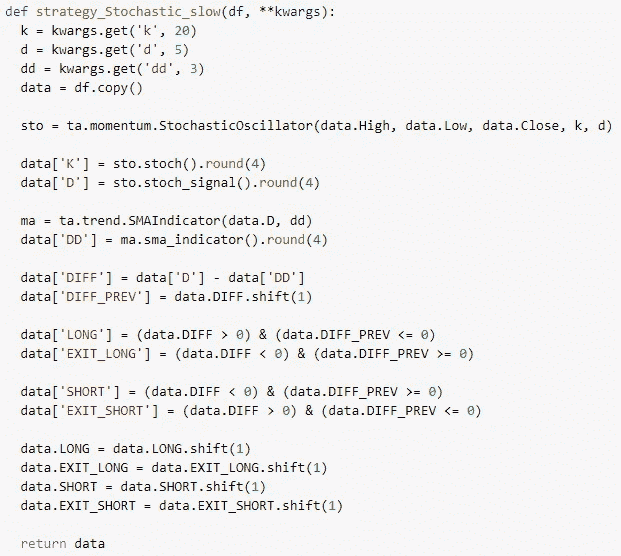 def strategy_Stochastic_slow(df, **kwargs):
  k = kwargs.get('k', 20)
  d = kwargs.get('d', 5)
  dd = kwargs.get('dd', 3)
  data = df.copy()

  sto = ta.momentum.StochasticOscillator(data.High, data.Low, data.Close, k, d)

  data['K'] = sto.stoch().round(4)
  data['D'] = sto.stoch_signal().round(4)

  ma = ta.trend.SMAIndicator(data.D, dd)
  data['DD'] = ma.sma_indicator().round(4)

  data['DIFF'] = data['D'] - data['DD']
  data['DIFF_PREV'] = data.DIFF.shift(1)

  data['LONG'] = (data.DIFF > 0) & (data.DIFF_PREV <= 0)
  data['EXIT_LONG'] = (data.DIFF < 0) & (data.DIFF_PREV >= 0)

  data['SHORT'] = (data.DIFF < 0) & (data.DIFF_PREV >= 0)
  data['EXIT_SHORT'] = (data.DIFF > 0) & (data.DIFF_PREV <= 0)

  data.LONG = data.LONG.shift(1)
  data.EXIT_LONG = data.EXIT_LONG.shift(1)
  data.SHORT = data.SHORT.shift(1)
  data.EXIT_SHORT = data.EXIT_SHORT.shift(1)

  return data